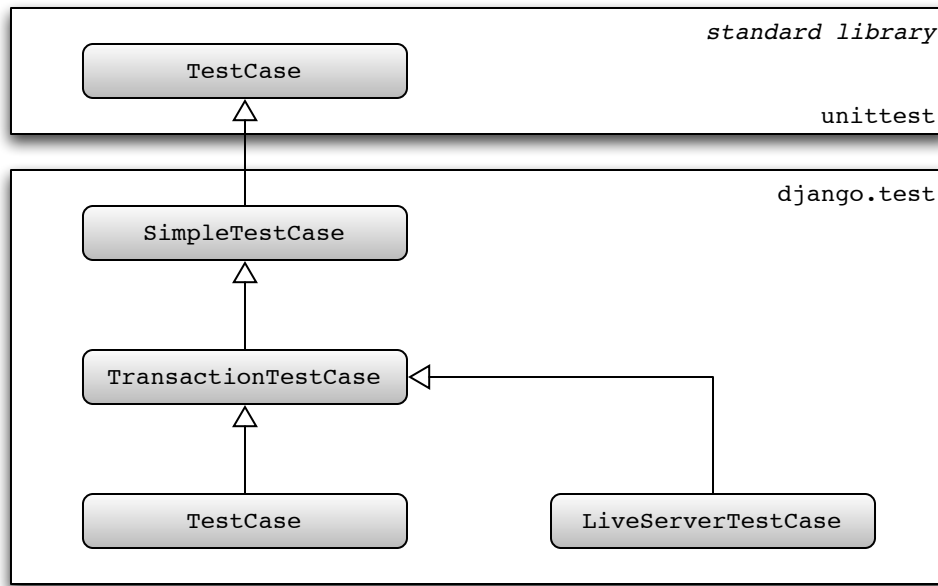 standard library
TestCase
unittest
django.test
SimpleTestCase
TransactionTestCase
TestCase
LiveServerTestCase